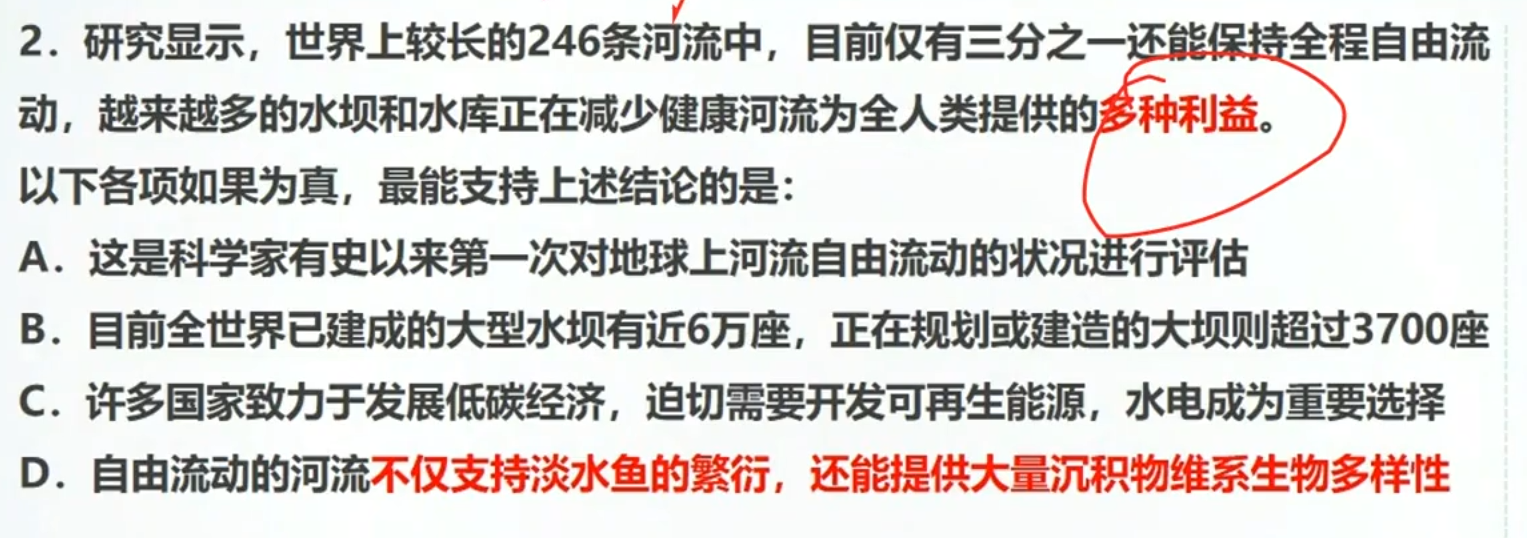 2．研究显示，世界上较长的246条河流中，目前仅有三分之一还能保持全程自由流
动，越来越多的水坝和水库正在减少健康河流为全人类提供的多种利益。
以下各项如果为真，最能支持上述结论的是：
A．这是科学家有史以来第一次对地球上河流自由流动的状况进行评估
B．目前全世界已建成的大型水坝有近6万座，正在规划或建造的大坝则超过3700座
C．许多国家致力于发展低碳经济，迫切需要开发可再生能源，水电成为重要选择
D．自由流动的河流不仅支持淡水鱼的繁衍，还能提供大量沉积物维系生物多样性